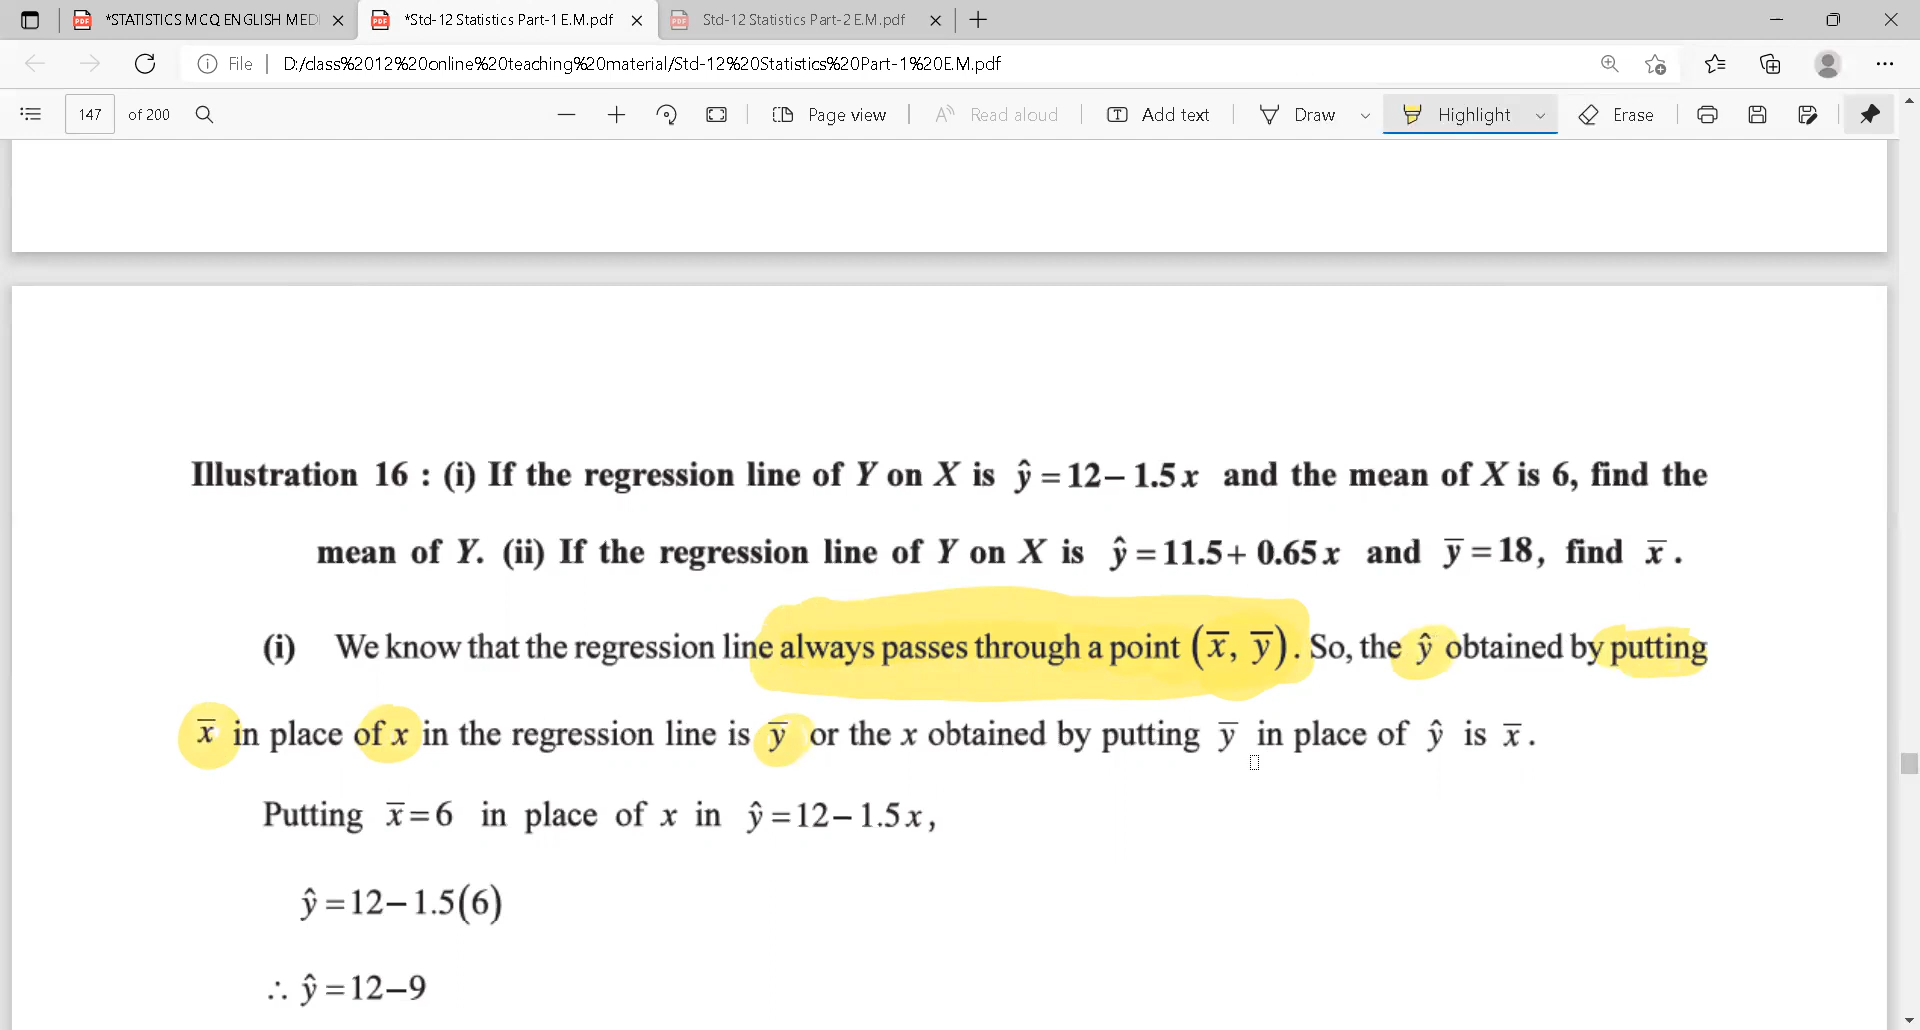 *STATISTICS MCQ ENGLISH MEDI
*Std-12 Statistics Part-1 E.M.pdf
Std-12 Statistics Part-2 E.M.pdf
File | D:/class%2012%20online%20teaching%20material/Std-12%20Statistics%20Part-1%20E.M.pdf
147 of 200 Page view Read aloud Add text Draw Highlight Erase
Illustration 16 : (i) If the regression line of Y on X is ŷ = 12 – 1.5x and the mean of X is 6, find the
mean of Y. (ii) If the regression line of Y on X is ŷ = 11.5 + 0.65x and y̅ = 18, find x̅.
(i) We know that the regression line always passes through a point (x̅, y̅). So, the ŷ obtained by putting
x̅ in place of x in the regression line is y̅ or the x obtained by putting y̅ in place of ŷ is x̅.
Putting x̅ = 6 in place of x in ŷ = 12 – 1.5x,
ŷ = 12 – 1.5(6)
∴ ŷ = 12 – 9